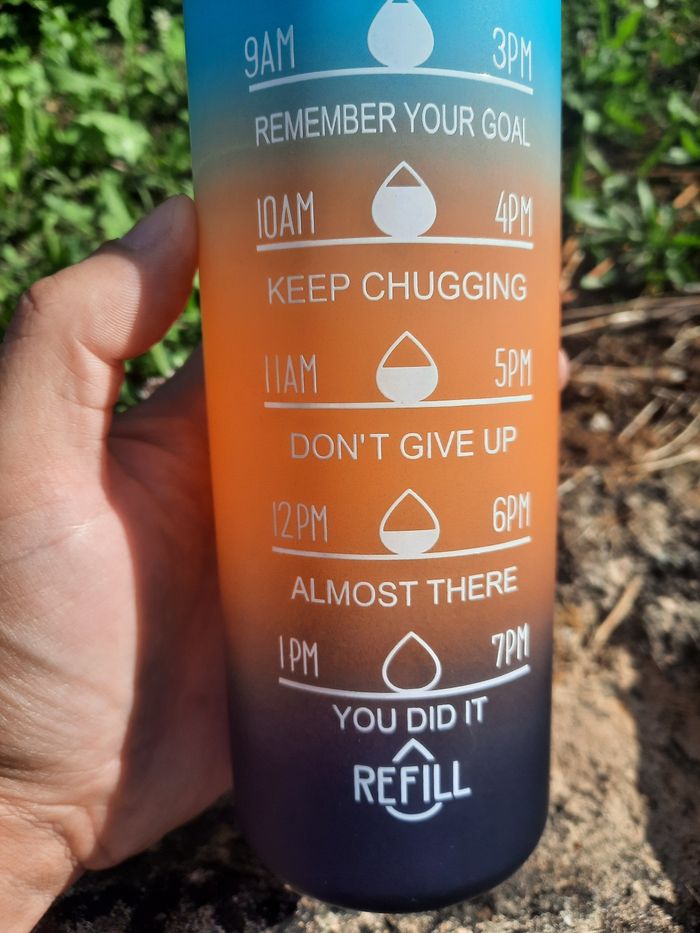 9AM 3PM
REMEMBER YOUR GOAL
10AM 4PM
KEEP CHUGGING
11AM 5PM
DON'T GIVE UP
12PM 6PM
ALMOST THERE
1PM 7PM
YOU DID IT
REFILL